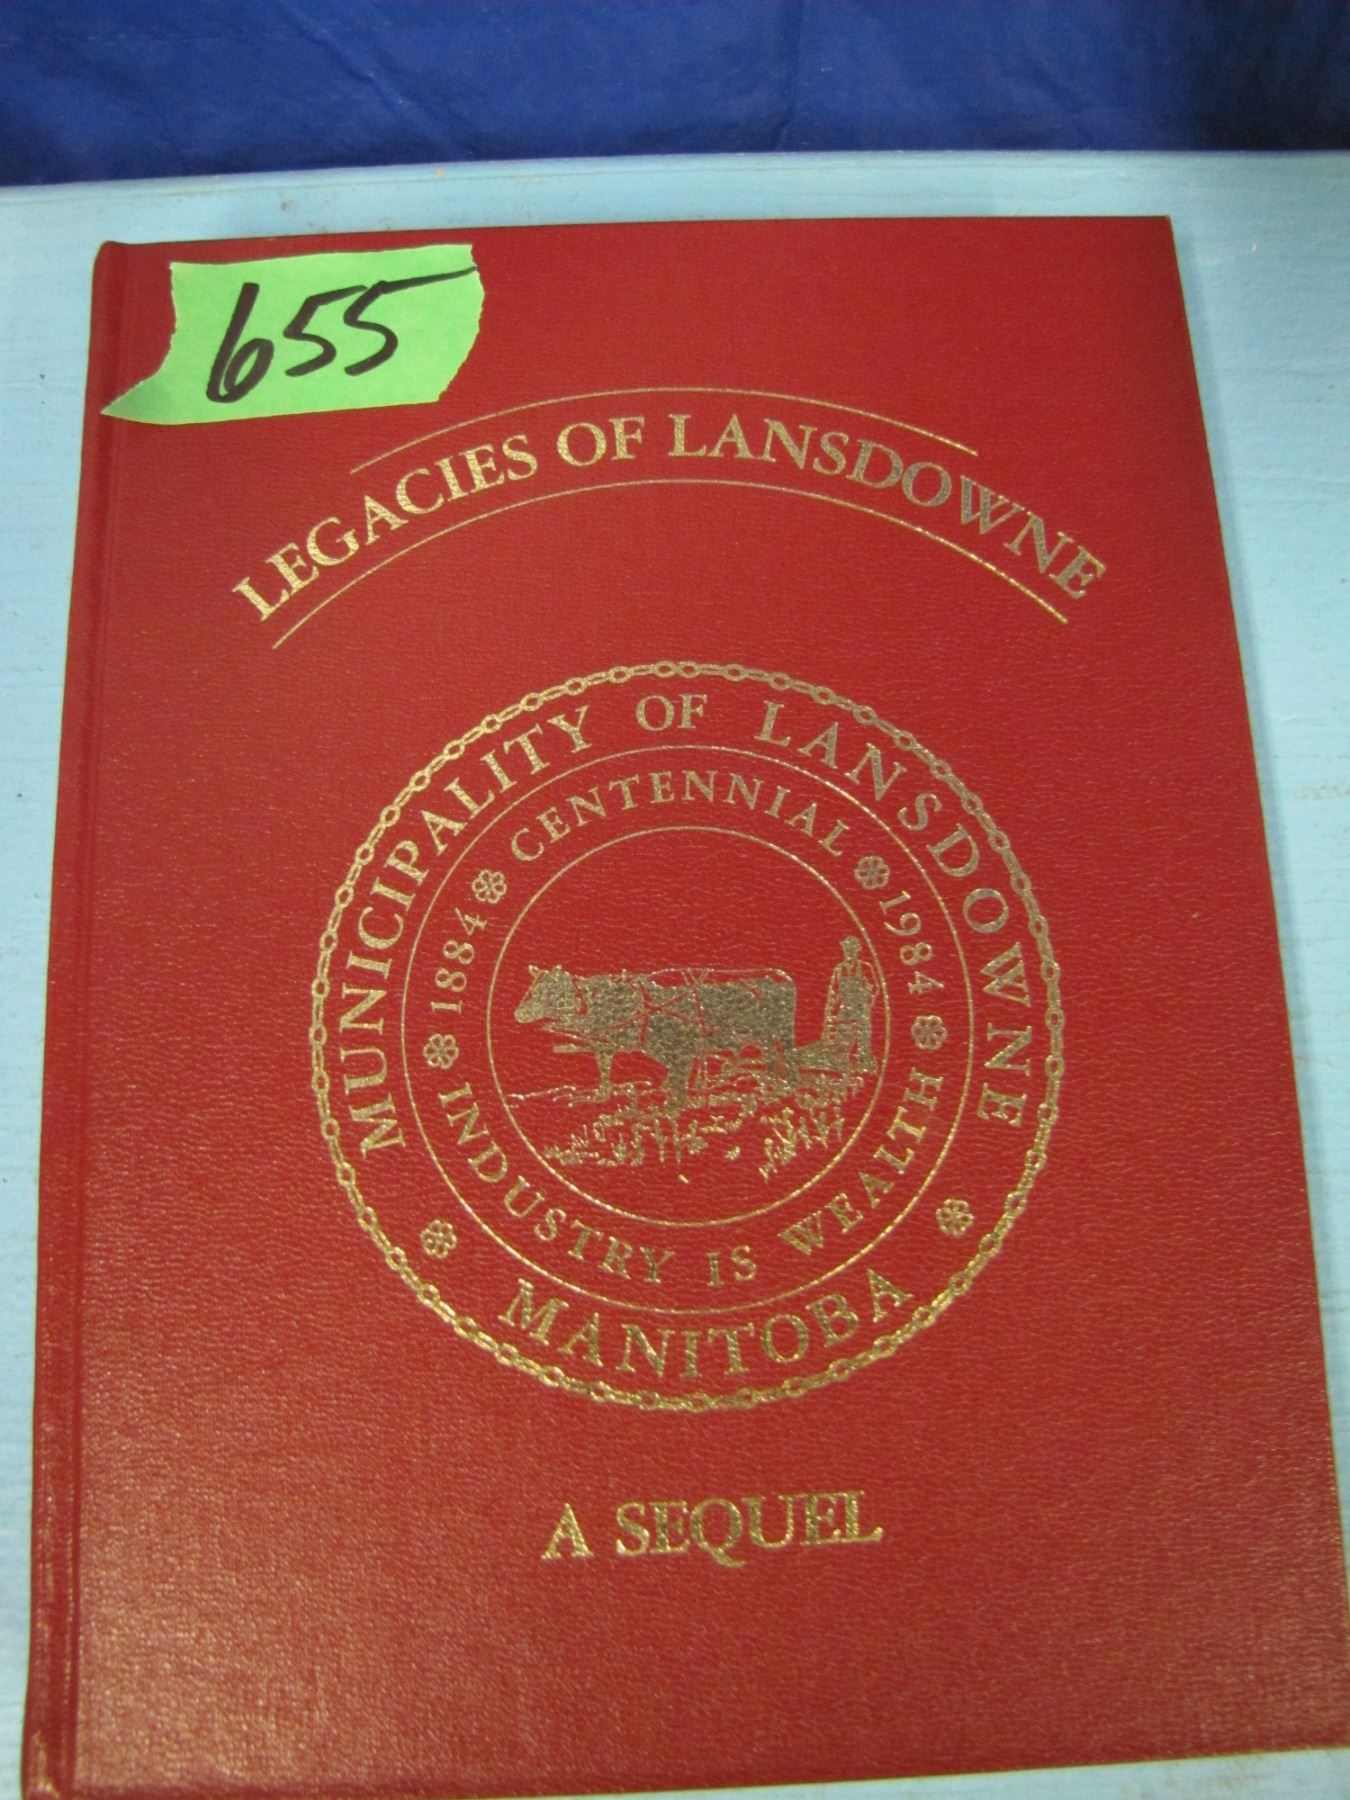 655
LEGACIES OF LANSDOWNE
MUNICIPALITY OF LANSDOWNE
CENTENNIAL
1884
1984
INDUSTRY IS WEALTH
MANITOBA
A SEQUEL